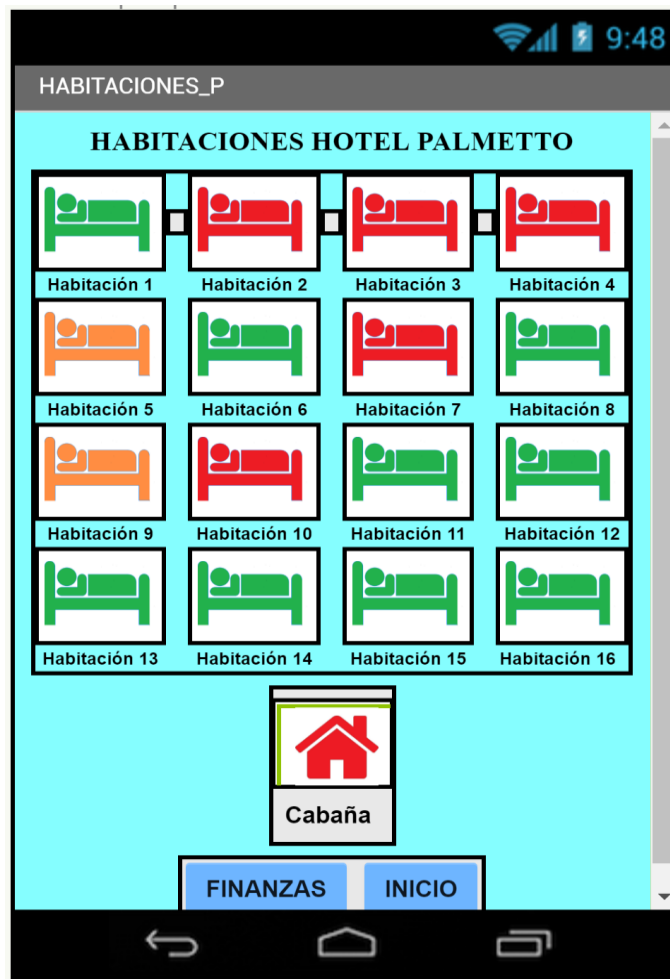 9:48
HABITACIONES_P
HABITACIONES HOTEL PALMETTO
Habitación 1 Habitación 2 Habitación 3 Habitación 4
Habitación 5 Habitación 6 Habitación 7 Habitación 8
Habitación 9 Habitación 10 Habitación 11 Habitación 12
Habitación 13 Habitación 14 Habitación 15 Habitación 16
Cabaña
FINANZAS INICIO